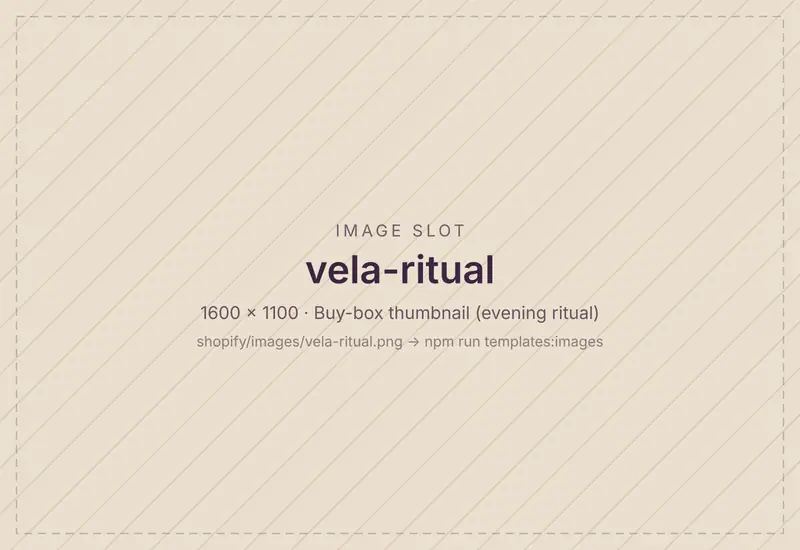 IMAGE SLOT
vela-ritual
1600 × 1100 · Buy-box thumbnail (evening ritual)
shopify/images/vela-ritual.png → npm run templates:images